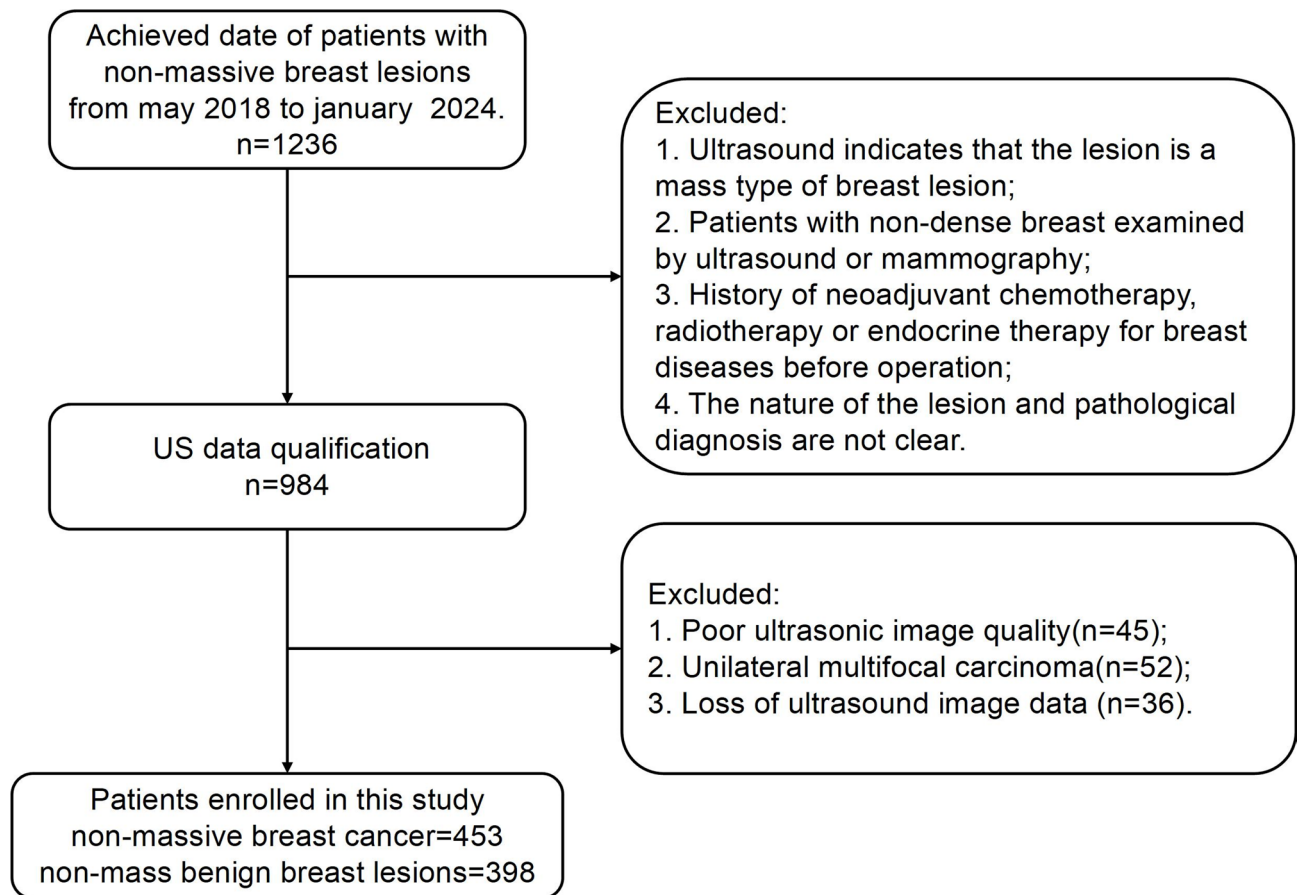 Achieved date of patients with
non-massive breast lesions
from may 2018 to january  2024.
n=1236
Excluded:
1. Ultrasound indicates that the lesion is a
mass type of breast lesion;
2. Patients with non-dense breast examined
by ultrasound or mammography;
3. History of neoadjuvant chemotherapy,
radiotherapy or endocrine therapy for breast
diseases before operation;
4. The nature of the lesion and pathological
diagnosis are not clear.
US data qualification
n=984
Excluded:
1. Poor ultrasonic image quality(n=45);
2. Unilateral multifocal carcinoma(n=52);
3. Loss of ultrasound image data (n=36).
Patients enrolled in this study
non-massive breast cancer=453
non-mass benign breast lesions=398